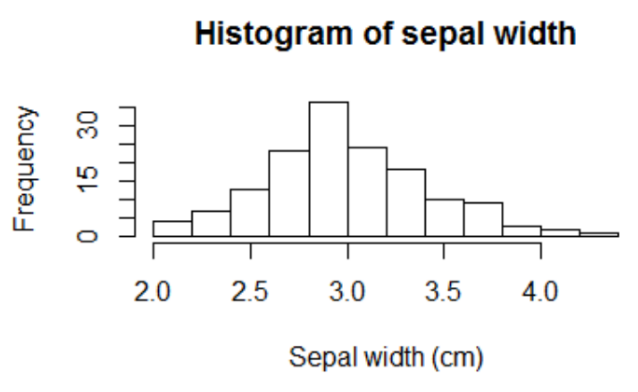 Histogram of sepal width
Frequency
30
15
0
2.0 2.5 3.0 3.5 4.0
Sepal width (cm)